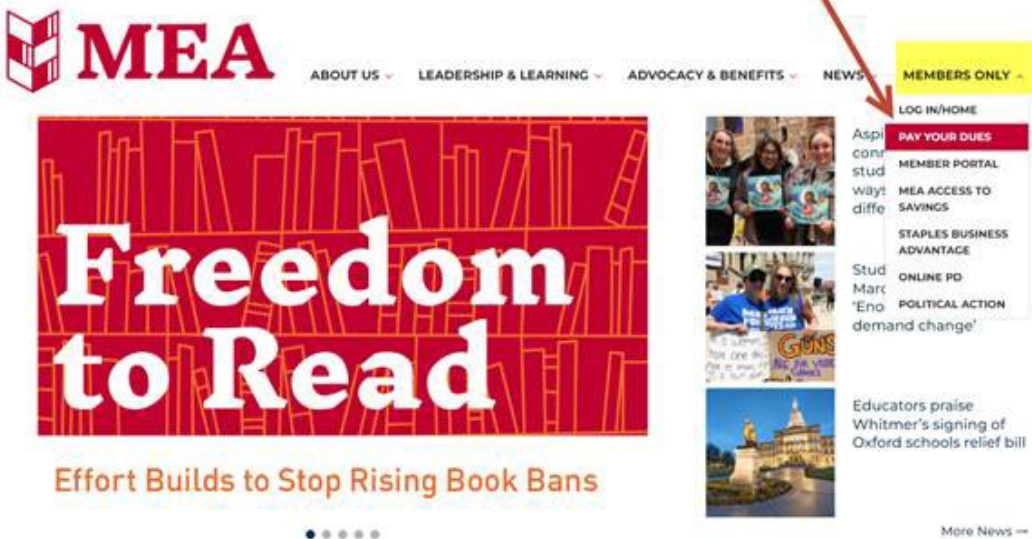 MEA
ABOUT US
LEADERSHIP & LEARNING
ADVOCACY & BENEFITS
NEWS
MEMBERS ONLY
LOG IN/HOME
PAY YOUR DUES
MEMBER PORTAL
MEA ACCESS TO
SAVINGS
STAPLES BUSINESS
ADVANTAGE
ONLINE PD
POLITICAL ACTION
Freedom
to Read
Effort Builds to Stop Rising Book Bans
demand change'
GUNS
Educators praise
Whitmer's signing of
Oxford schools relief bill
More News